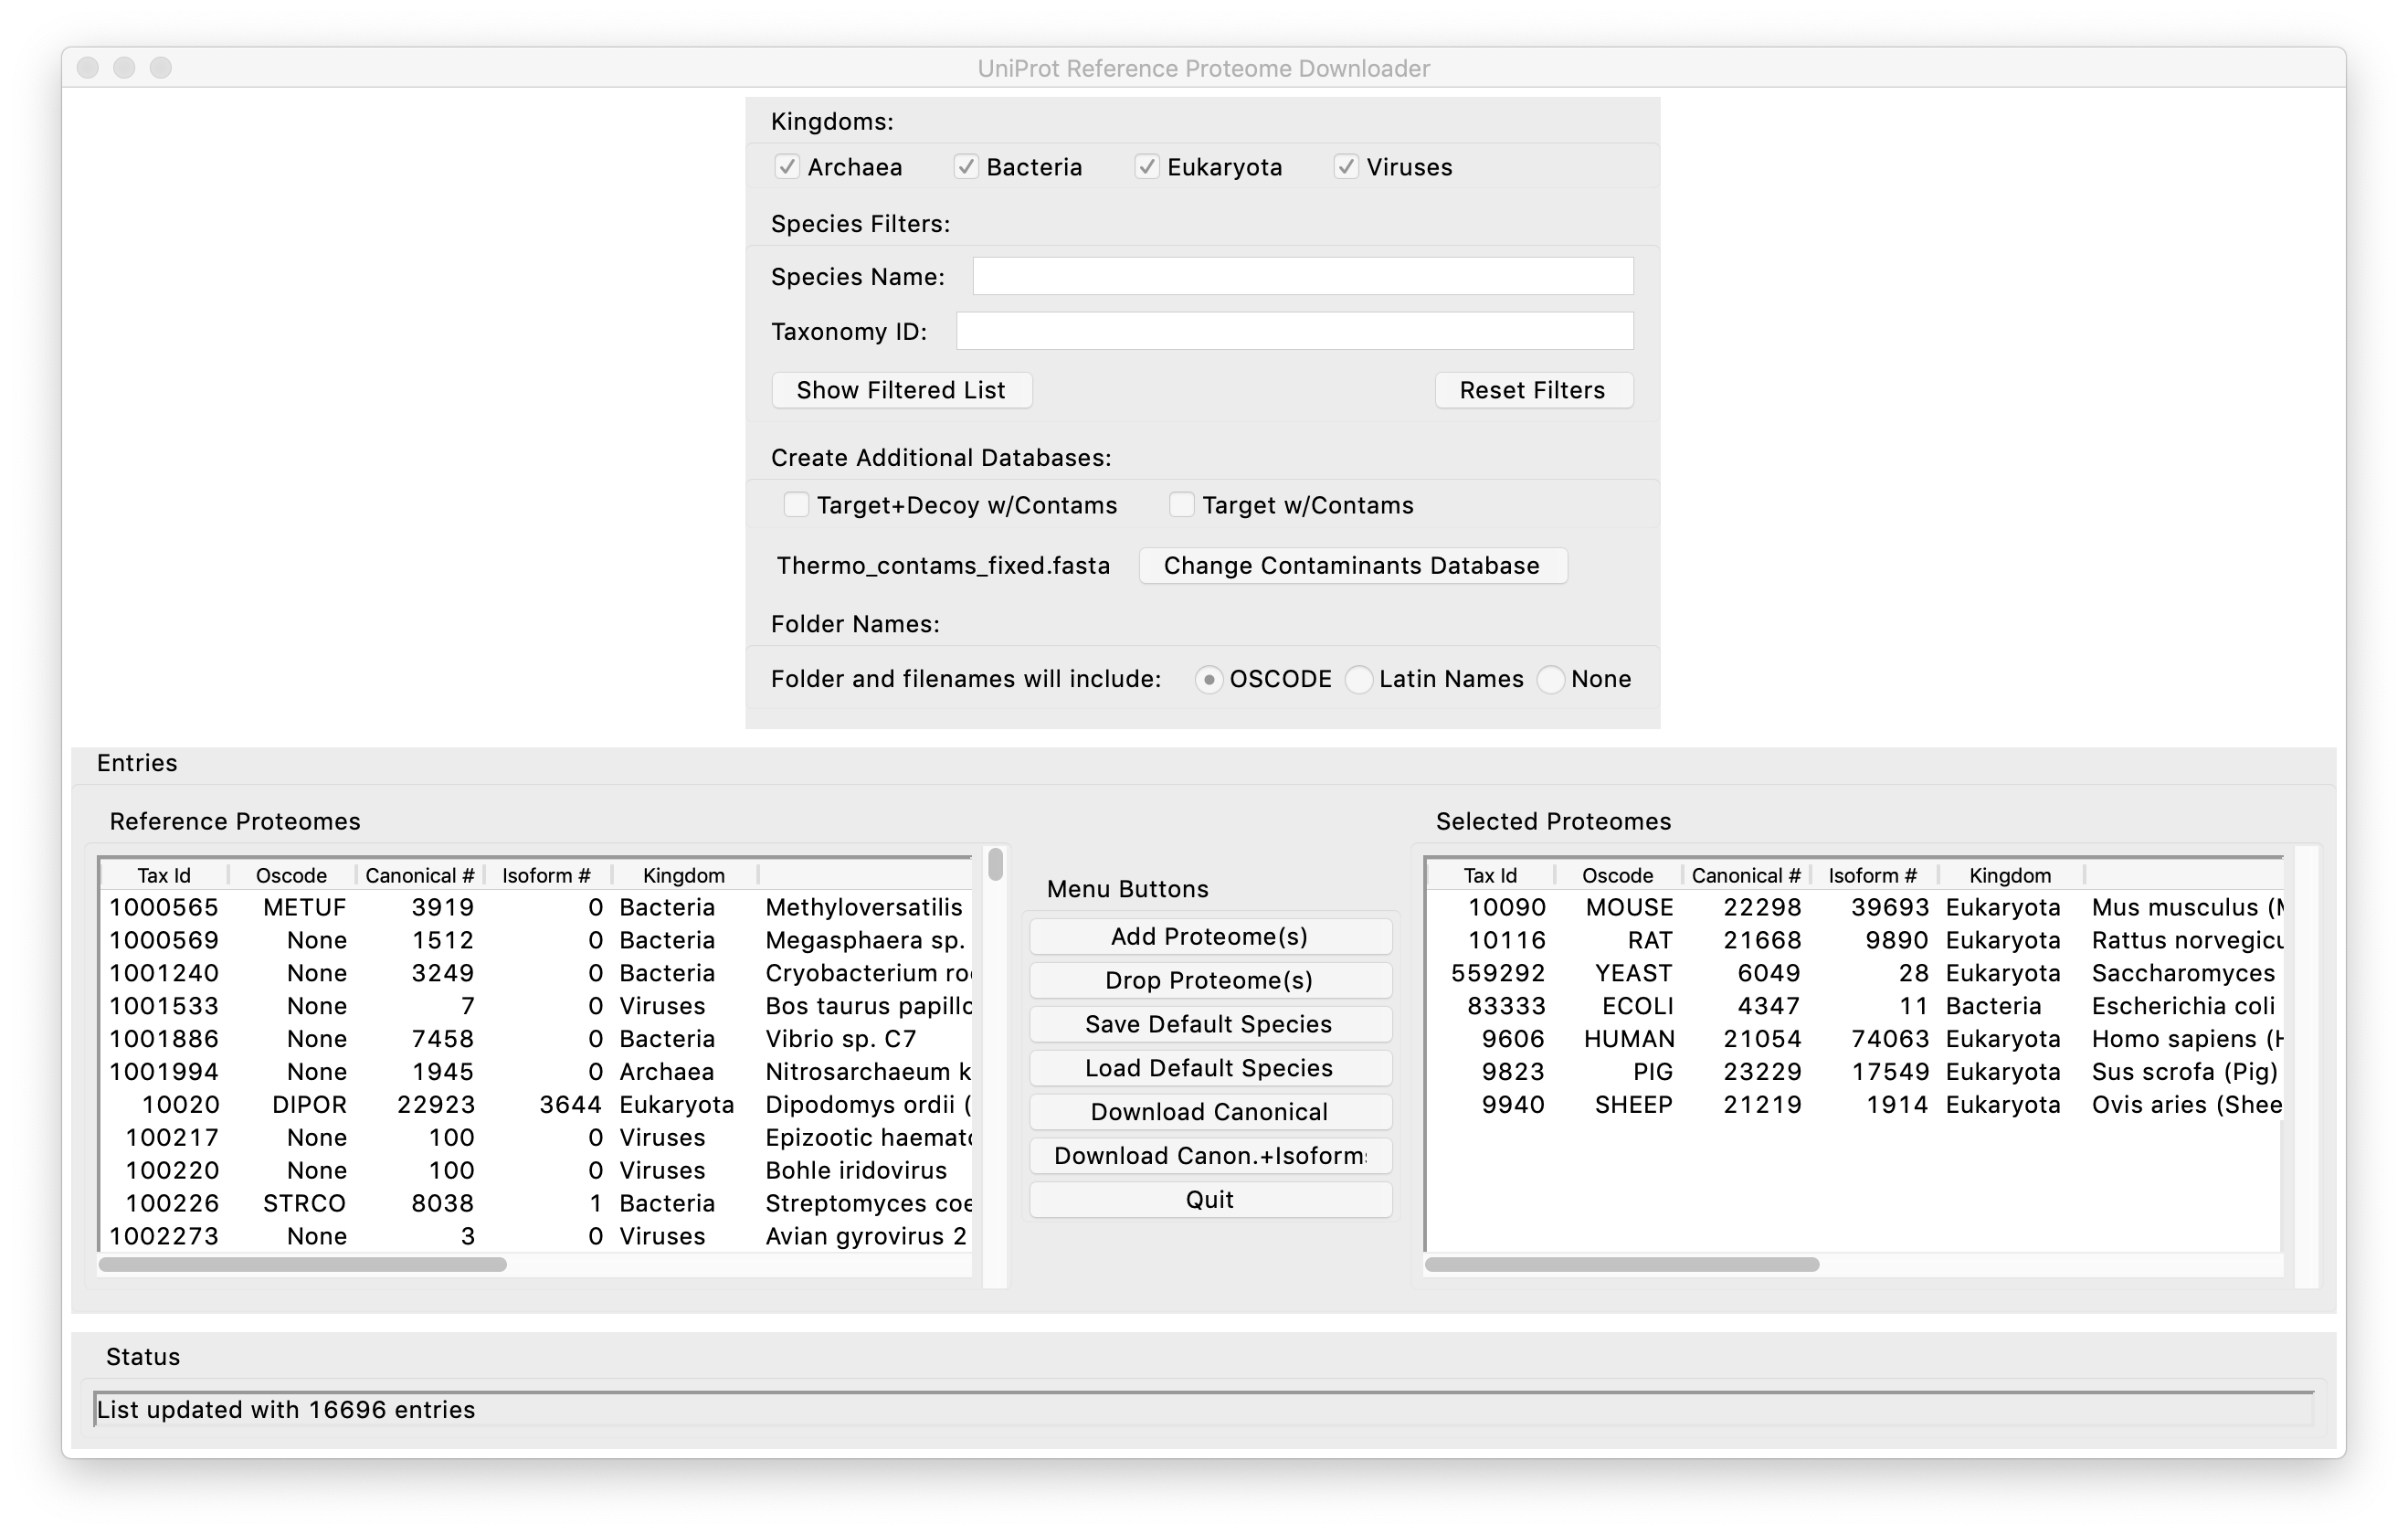 UniProt Reference Proteome Downloader
Kingdoms:
Archaea Bacteria Eukaryota Viruses
Species Filters:
Species Name:
Taxonomy ID:
Show Filtered List Reset Filters
Create Additional Databases:
Target+Decoy w/Contams Target w/Contams
Thermo_contams_fixed.fasta Change Contaminants Database
Folder Names:
Folder and filenames will include: OSCODE Latin Names None
Entries
Reference Proteomes
Tax Id Oscode Canonical # Isoform # Kingdom
1000565 METUF 3919 0 Bacteria Methyloversatilis
1000569 None 1512 0 Bacteria Megasphaera sp.
1001240 None 3249 0 Bacteria Cryobacterium
1001533 None 7 0 Viruses Bos taurus
1001886 None 7458 0 Bacteria Vibrio sp. C7
1001994 None 1945 0 Archaea Nitrosarchaeum k
10020 DIPOR 22923 3644 Eukaryota Dipodomys ordii (
100217 None 100 0 Viruses Epizootic
100220 None 100 0 Viruses Bohle iridovirus
100226 STRCO 8038 1 Bacteria Streptomyces coe
1002273 None 3 0 Viruses Avian gyrovirus 2
Menu Buttons
Add Proteome(s)
Drop Proteome(s)
Save Default Species
Load Default Species
Download Canonical
Download Canon.+Isoform
Quit
Selected Proteomes
Tax Id Oscode Canonical # Isoform # Kingdom
10090 MOUSE 22298 39693 Eukaryota Mus musculus (
10116 RAT 21668 9890 Eukaryota Rattus
559292 YEAST 6049 28 Eukaryota Saccharomyces
83333 ECOLI 4347 11 Bacteria Escherichia coli
9606 HUMAN 21054 74063 Eukaryota Homo sapiens (
9823 PIG 23229 17549 Eukaryota Sus scrofa (Pig)
9940 SHEEP 21219 1914 Eukaryota Ovis aries (Shee
Status
List updated with 16696 entries